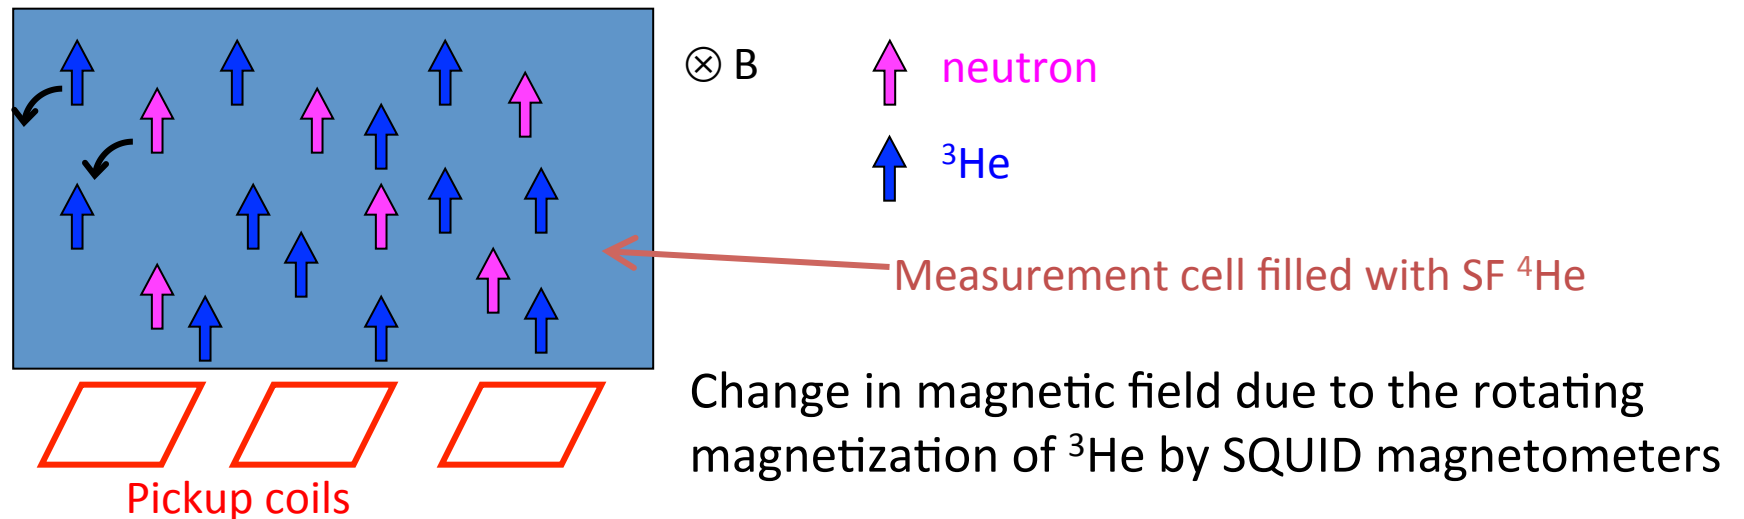 ⊗ B
neutron
³He
Measurement cell filled with SF ⁴He
Change in magnetic field due to the rotating
magnetization of ³He by SQUID magnetometers
Pickup coils